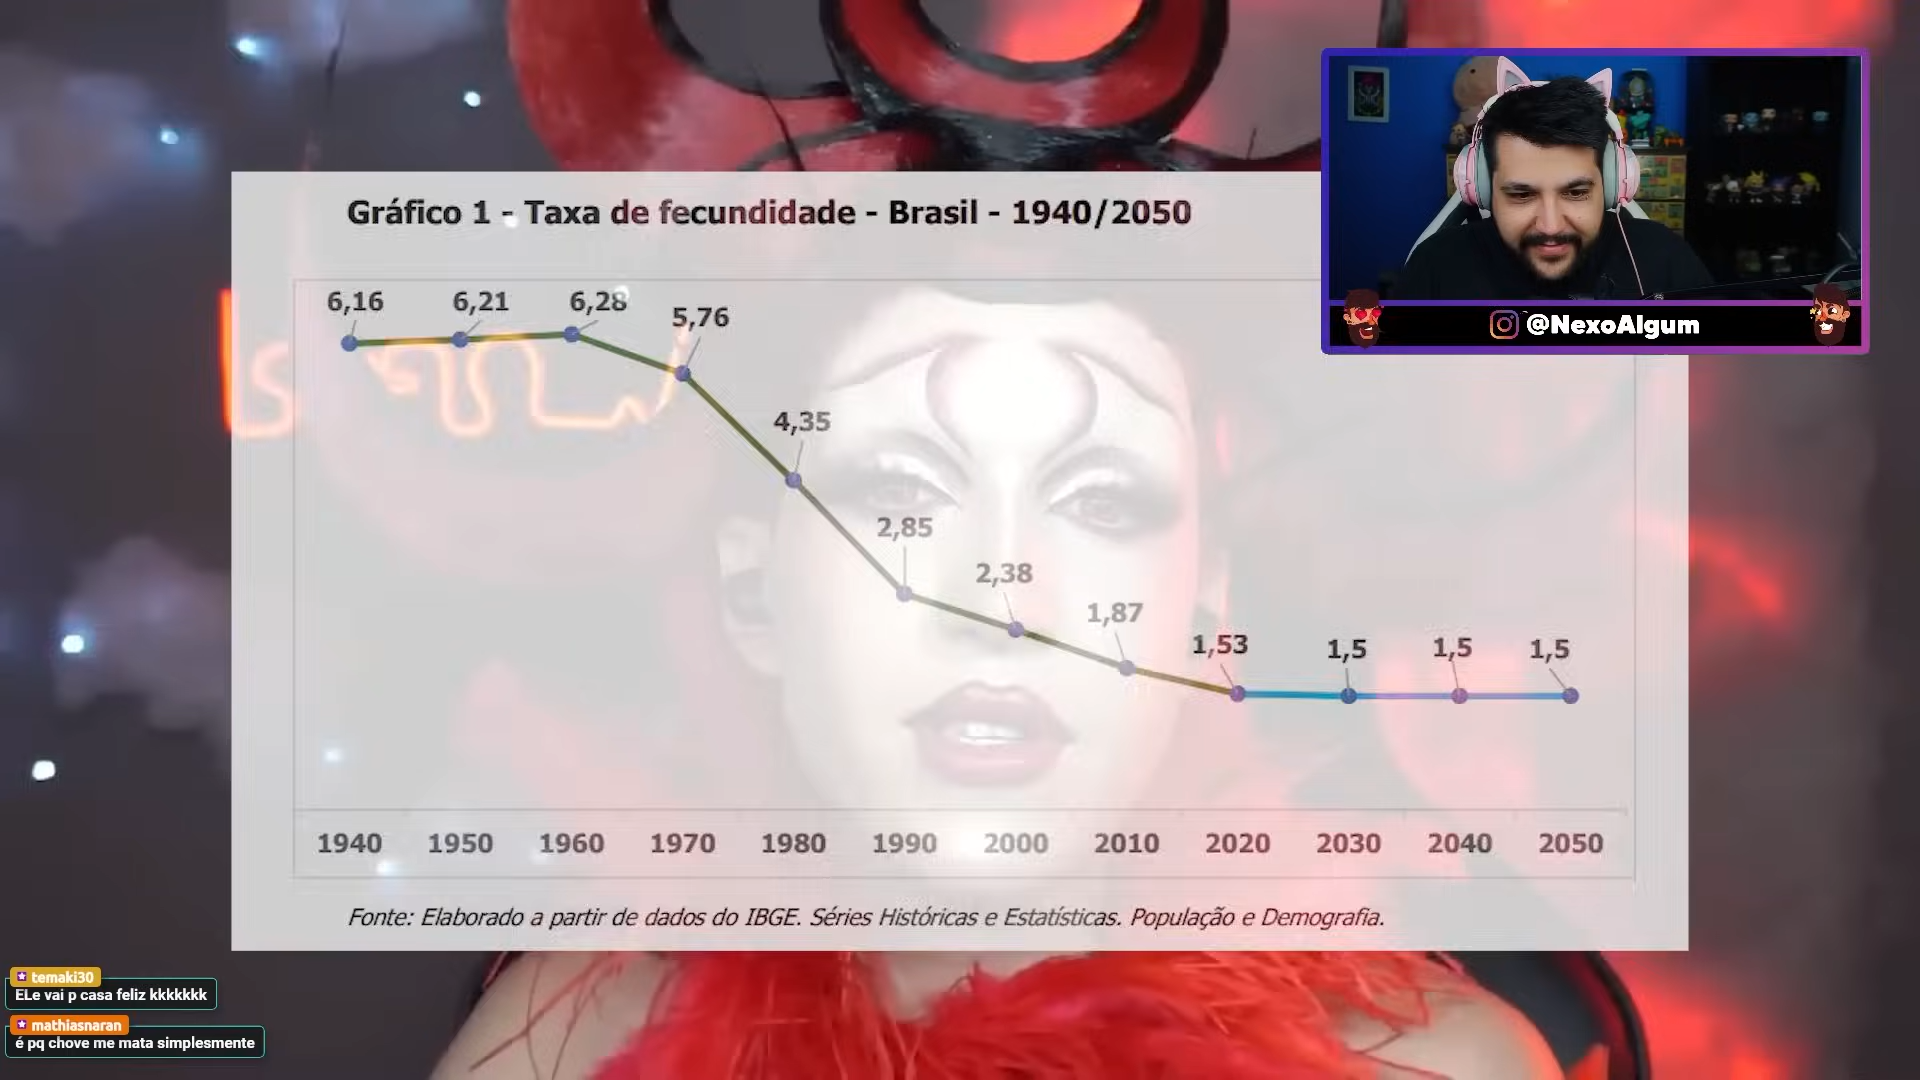 Gráfico 1 - Taxa de fecundidade - Brasil - 1940/2050
@NexoAlgum
6,16 6,21 6,28 5,76 4,35 2,85 2,38 1,87 1,53 1,5 1,5 1,5
1940 1950 1960 1970 1980 1990 2000 2010 2020 2030 2040 2050
Fonte: Elaborado a partir de dados do IBGE. Séries Históricas e Estatísticas. População e Demografia.
temaki30
ELe vai p casa feliz kkkkkkk
mathiasnaran
é pq chove me mata simplesmente